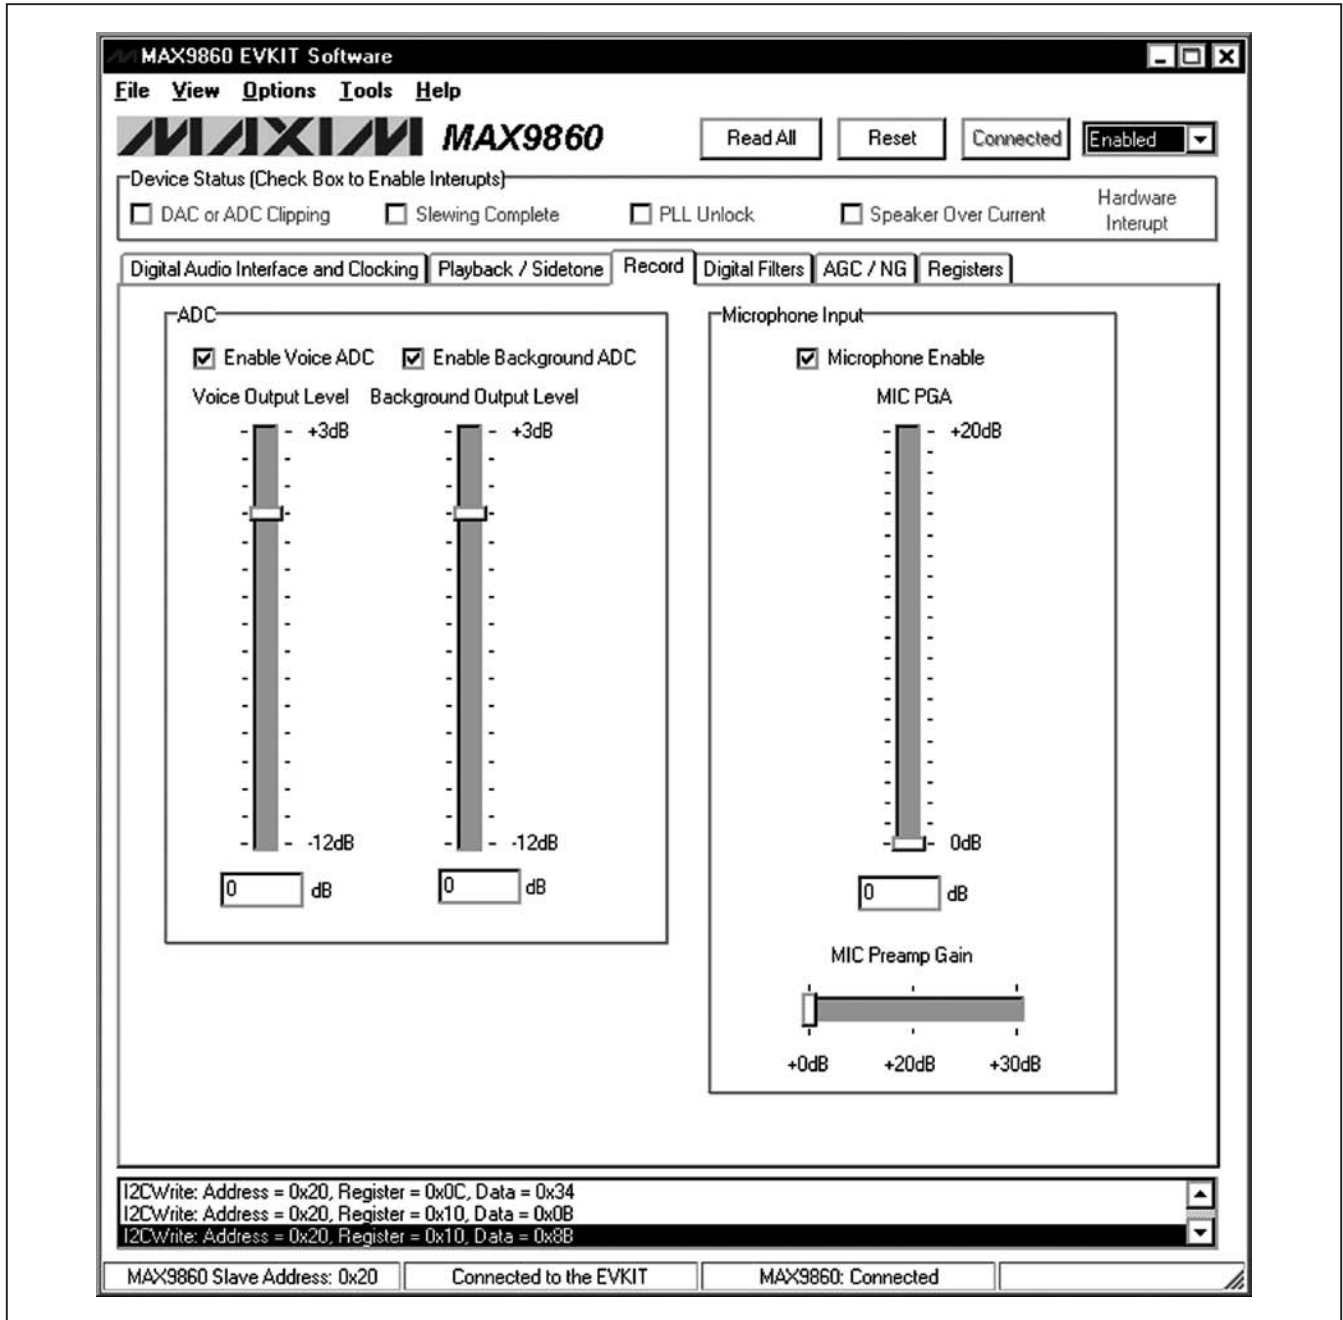 MAX9860 EVKIT Software
File View Options Tools Help
MAXIM MAX9860 Read All Reset Connected Enabled
Device Status (Check Box to Enable Interupts)
DAC or ADC Clipping Slewing Complete PLL Unlock Speaker Over Current Hardware
Interupt
Digital Audio Interface and Clocking Playback / Sidetone Record Digital Filters AGC / NG Registers
ADC
Enable Voice ADC Enable Background ADC
Voice Output Level Background Output Level
+3dB +3dB
-12dB -12dB
0 dB 0 dB
Microphone Input
Microphone Enable
MIC PGA
+20dB
0dB
0 dB
MIC Preamp Gain
+0dB +20dB +30dB
I2CWrite: Address = 0x20, Register = 0x0C, Data = 0x34
I2CWrite: Address = 0x20, Register = 0x10, Data = 0x0B
I2CWrite: Address = 0x20, Register = 0x10, Data = 0x8B
MAX9860 Slave Address: 0x20 Connected to the EVKIT MAX9860: Connected